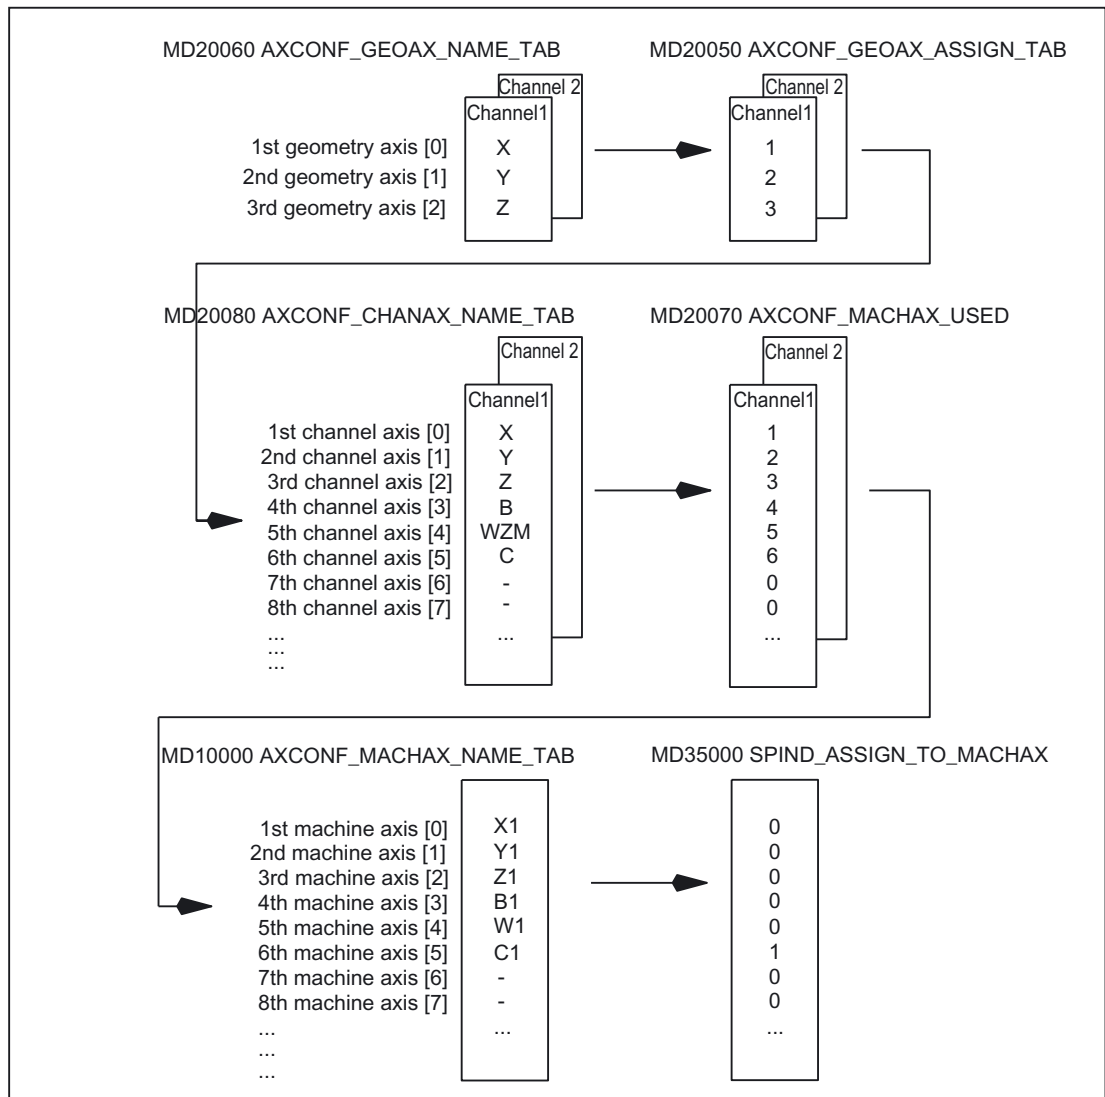 MD20060 AXCONF_GEOAX_NAME_TAB MD20050 AXCONF_GEOAX_ASSIGN_TAB
Channel 2 Channel 2
Channel1 Channel1
1st geometry axis [0] X 1
2nd geometry axis [1] Y 2
3rd geometry axis [2] Z 3
MD20080 AXCONF_CHANAX_NAME_TAB MD20070 AXCONF_MACHAX_USED
Channel 2 Channel 2
Channel1 Channel1
1st channel axis [0] X 1
2nd channel axis [1] Y 2
3rd channel axis [2] Z 3
4th channel axis [3] B 4
5th channel axis [4] WZM 5
6th channel axis [5] C 6
7th channel axis [6] - 0
8th channel axis [7] - 0
... ... ...
...
...
MD10000 AXCONF_MACHAX_NAME_TAB MD35000 SPIND_ASSIGN_TO_MACHAX
1st machine axis [0] X1 0
2nd machine axis [1] Y1 0
3rd machine axis [2] Z1 0
4th machine axis [3] B1 0
5th machine axis [4] W1 0
6th machine axis [5] C1 1
7th machine axis [6] - 0
8th machine axis [7] - 0
... ... ...
...
...